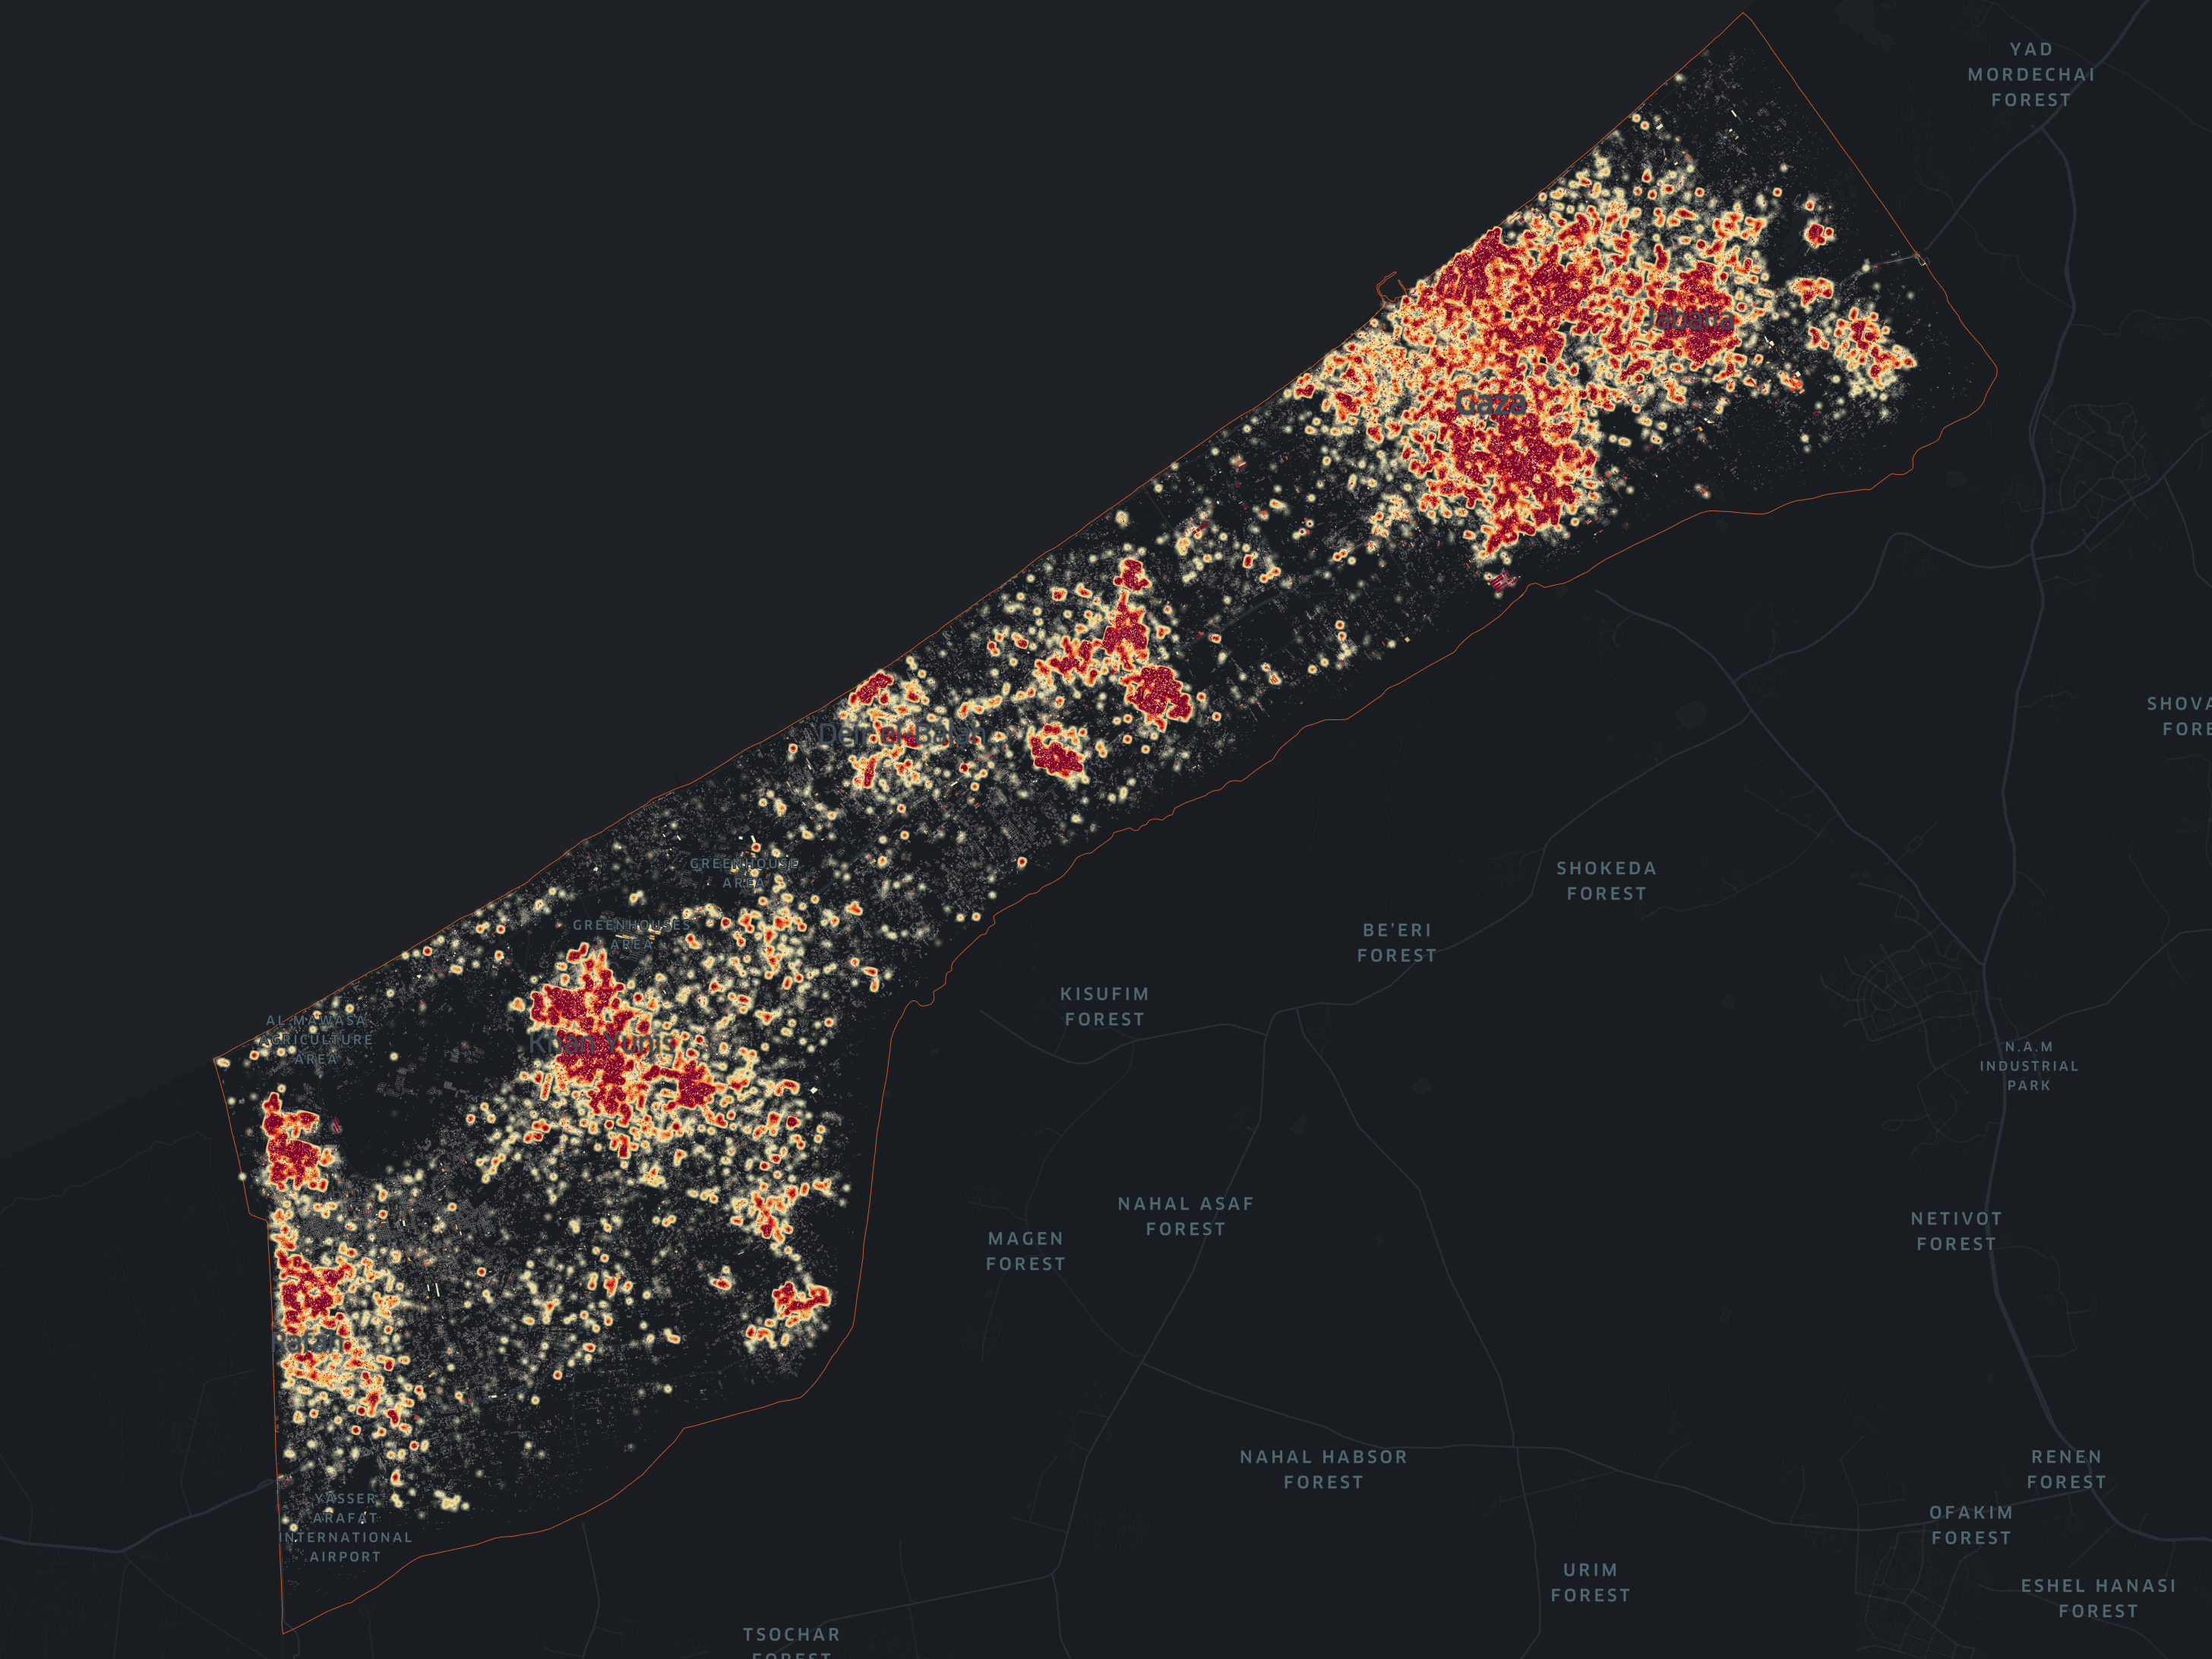 YAD
MORDECHAI
FOREST
Jabalia
Gaza
SHOVA
FORE
Deir el-Balah
GREENHOUSE
AREA
SHOKEDA
FOREST
GREENHOUSES
AREA
BE'ERI
FOREST
KISUFIM
FOREST
AL MAWASA
AGRICULTURE
AREA
Khan Yunis
N.A.M
INDUSTRIAL
PARK
NAHAL ASAF
FOREST
NETIVOT
FOREST
MAGEN
FOREST
Rafah
NAHAL HABSOR
FOREST
RENEN
FOREST
YASSER
ARAFAT
INTERNATIONAL
AIRPORT
OFAKIM
FOREST
URIM
FOREST
ESHEL HANASI
FOREST
TSOCHAR
FOREST